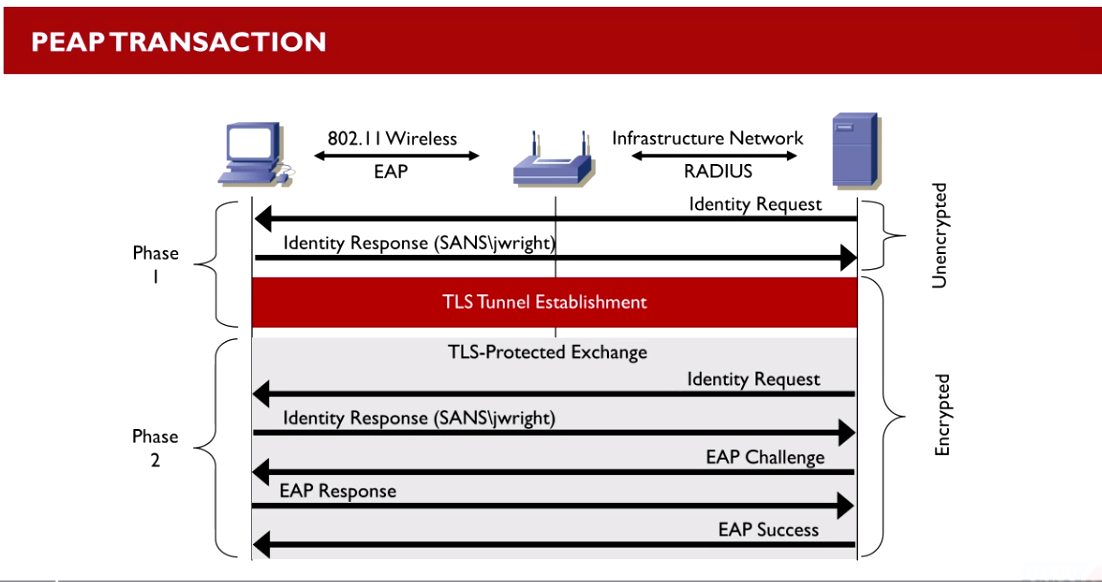 PEAP TRANSACTION
802.11 Wireless
EAP
Infrastructure Network
RADIUS
Identity Request
Identity Response (SANS\jwright)
Phase
1
Unencrypted
TLS Tunnel Establishment
TLS-Protected Exchange
Identity Request
Identity Response (SANS\jwright)
Phase
2
Encrypted
EAP Challenge
EAP Response
EAP Success